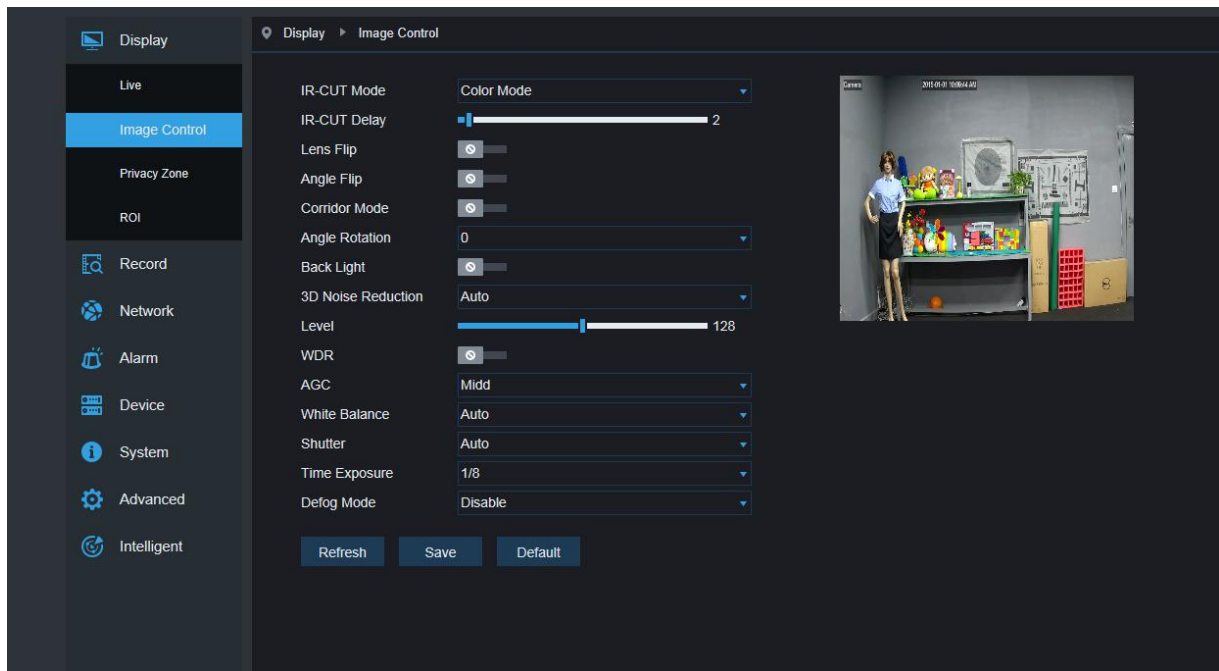 Display
Display Image Control
Live
Image Control
Privacy Zone
ROI
Record
Network
Alarm
Device
System
Advanced
Intelligent
IR-CUT Mode Color Mode
IR-CUT Delay 2
Lens Flip
Angle Flip
Corridor Mode
Angle Rotation 0
Back Light
3D Noise Reduction Auto
Level 128
WDR
AGC Midd
White Balance Auto
Shutter Auto
Time Exposure 1/8
Defog Mode Disable
Refresh Save Default
Camera